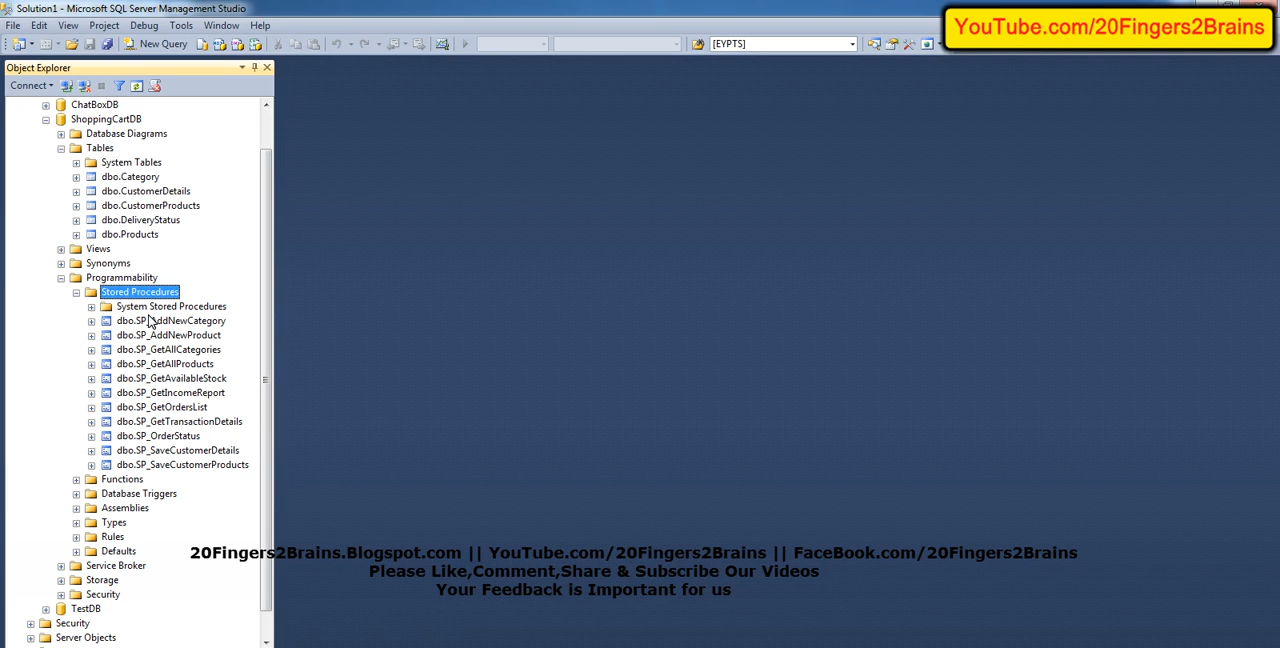 Solution1 - Microsoft SQL Server Management Studio
File Edit View Project Debug Tools Window Help
YouTube.com/20Fingers2Brains
New Query
[EYPTS]
Object Explorer
Connect
ChatBoxDB
ShoppingCartDB
Database Diagrams
Tables
System Tables
dbo.Category
dbo.CustomerDetails
dbo.CustomerProducts
dbo.DeliveryStatus
dbo.Products
Views
Synonyms
Programmability
Stored Procedures
System Stored Procedures
dbo.SP_AddNewCategory
dbo.SP_AddNewProduct
dbo.SP_GetAllCategories
dbo.SP_GetAllProducts
dbo.SP_GetAvailableStock
dbo.SP_GetIncomeReport
dbo.SP_GetOrdersList
dbo.SP_GetTransactionDetails
dbo.SP_OrderStatus
dbo.SP_SaveCustomerDetails
dbo.SP_SaveCustomerProducts
Functions
Database Triggers
Assemblies
Types
Rules
Defaults
Service Broker
Storage
Security
TestDB
Security
Server Objects
20Fingers2Brains.Blogspot.com || YouTube.com/20Fingers2Brains || FaceBook.com/20Fingers2Brains
Please Like,Comment,Share & Subscribe Our Videos
Your Feedback is Important for us